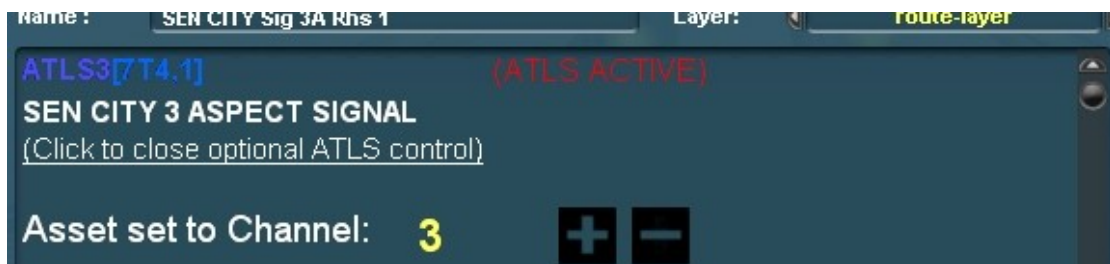 Name : SEN CITY Sig 3A Rhs 1 Layer: route-layer
ATLS3[7T4,1] (ATLS ACTIVE)
SEN CITY 3 ASPECT SIGNAL
(Click to close optional ATLS control)
Asset set to Channel: 3 + -